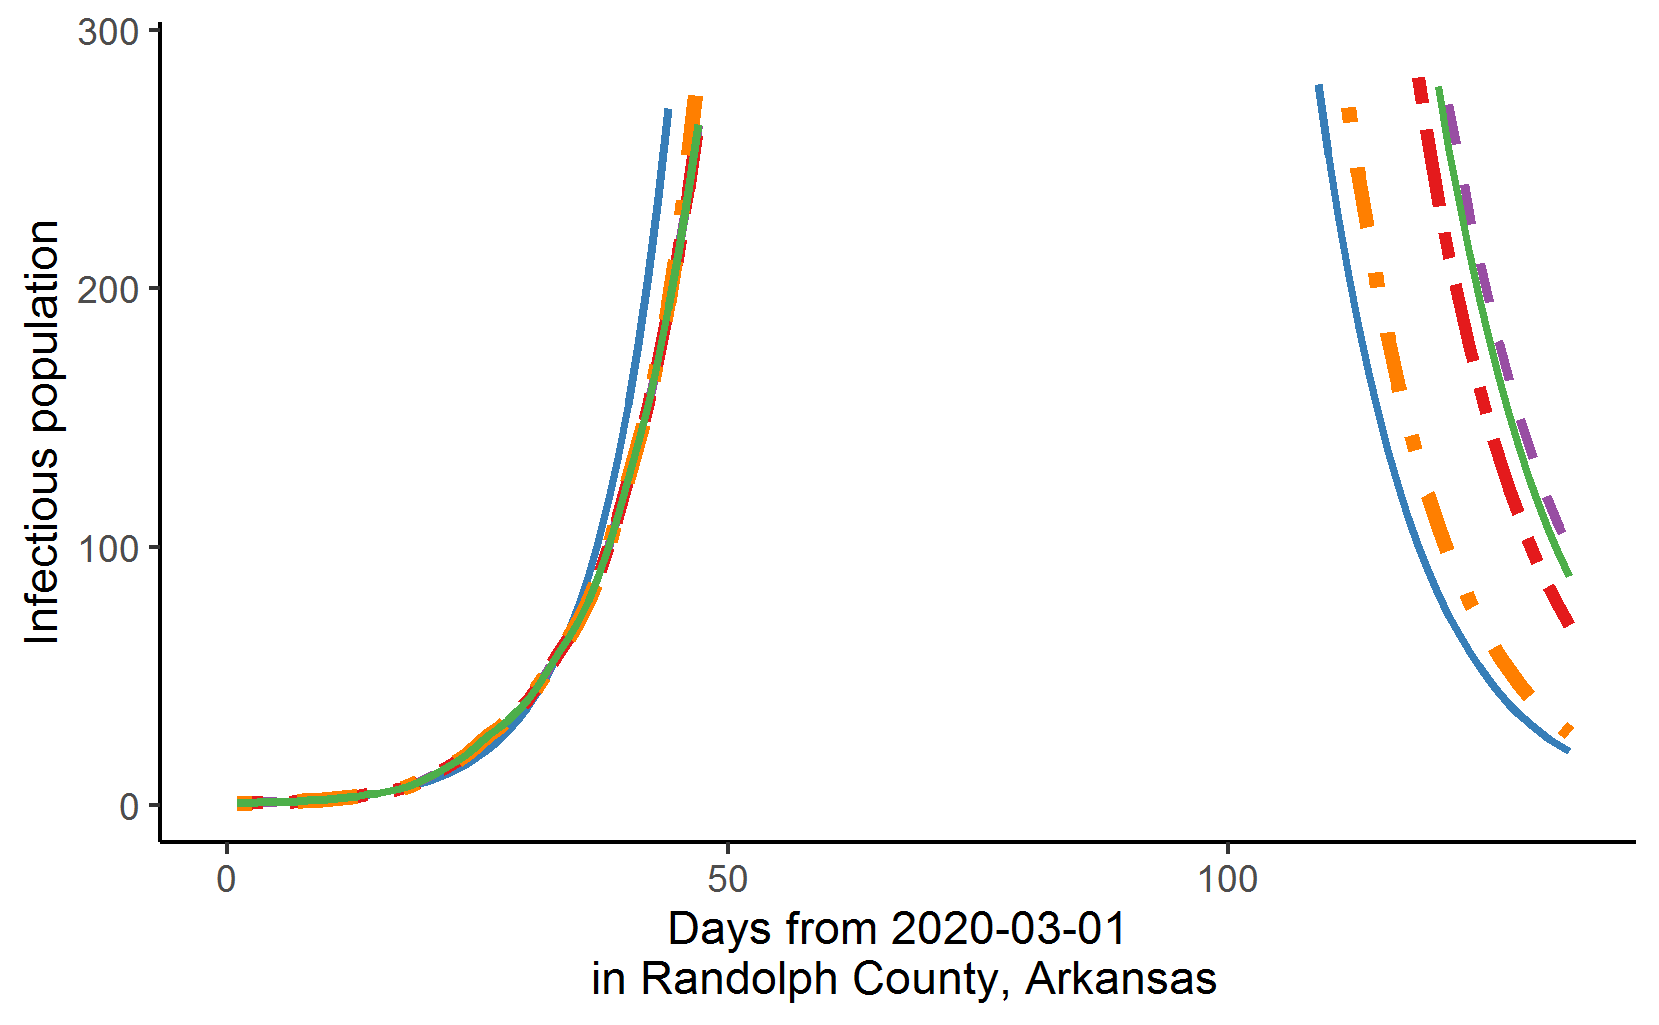 300
200
100
0
Infectious population
0 50 100
Days from 2020-03-01
in Randolph County, Arkansas